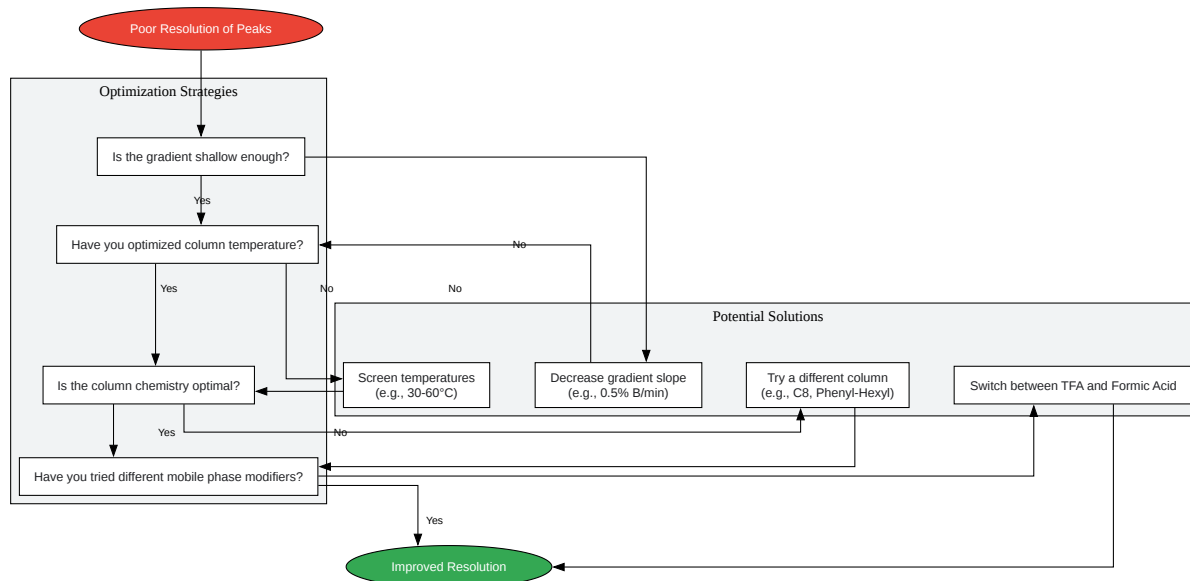 Poor Resolution of Peaks
Optimization Strategies
Is the gradient shallow enough?
Yes
Have you optimized column temperature?
No
Yes
No
No
Potential Solutions
Is the column chemistry optimal?
Screen temperatures
(e.g., 30-60°C)
Decrease gradient slope
(e.g., 0.5% B/min)
Try a different column
(e.g., C8, Phenyl-Hexyl)
Switch between TFA and Formic Acid
Yes
No
Have you tried different mobile phase modifiers?
Yes
Improved Resolution